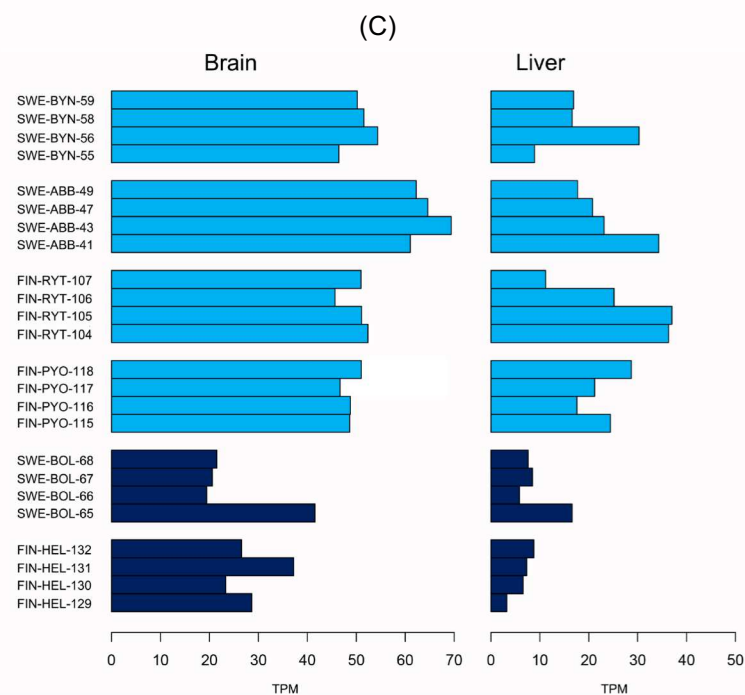 (C)
Brain Liver
SWE-BYN-59
SWE-BYN-58
SWE-BYN-56
SWE-BYN-55
SWE-ABB-49
SWE-ABB-47
SWE-ABB-43
SWE-ABB-41
FIN-RYT-107
FIN-RYT-106
FIN-RYT-105
FIN-RYT-104
FIN-PYO-118
FIN-PYO-117
FIN-PYO-116
FIN-PYO-115
SWE-BOL-68
SWE-BOL-67
SWE-BOL-66
SWE-BOL-65
FIN-HEL-132
FIN-HEL-131
FIN-HEL-130
FIN-HEL-129
0 10 20 30 40 50 60 70 0 10 20 30 40 50
TPM TPM